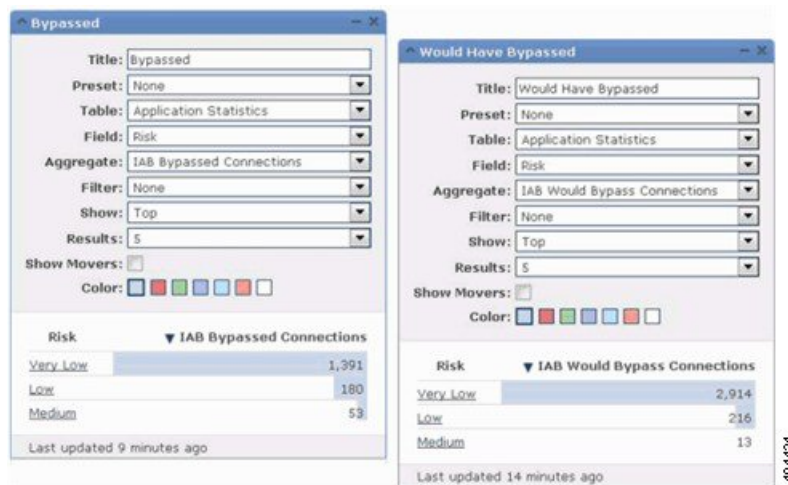 Bypassed
Title: Bypassed
Preset: None
Table: Application Statistics
Field: Risk
Aggregate: IAB Bypassed Connections
Filter: None
Show: Top
Results: 5
Show Movers:
Color:
Risk IAB Bypassed Connections
Very Low 1,391
Low 180
Medium 53
Last updated 9 minutes ago
Would Have Bypassed
Title: Would Have Bypassed
Preset: None
Table: Application Statistics
Field: Risk
Aggregate: IAB Would Bypass Connections
Filter: None
Show: Top
Results: 5
Show Movers:
Color:
Risk IAB Would Bypass Connections
Very Low 2,914
Low 216
Medium 13
Last updated 14 minutes ago